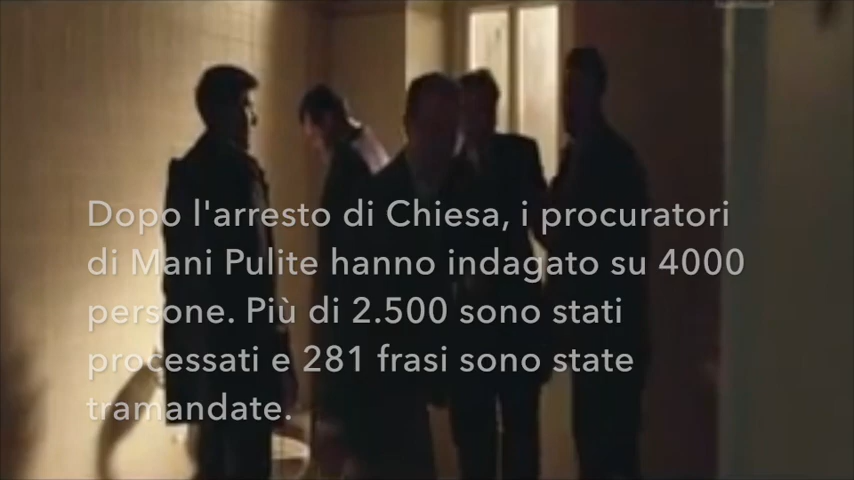 Dopo l'arresto di Chiesa, i procuratori
di Mani Pulite hanno indagato su 4000
persone. Più di 2.500 sono stati
processati e 281 frasi sono state
tramandate.